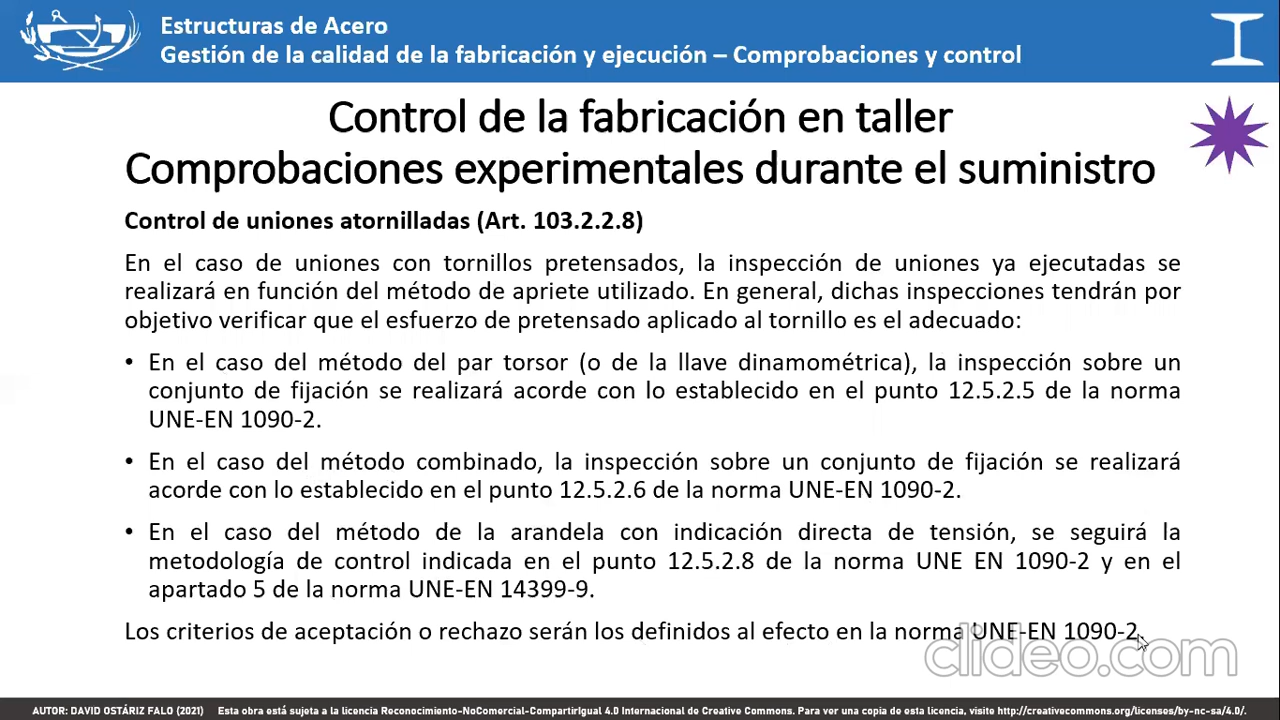 Estructuras de Acero
Gestión de la calidad de la fabricación y ejecución – Comprobaciones y control
Control de la fabricación en taller
Comprobaciones experimentales durante el suministro
Control de uniones atornilladas (Art. 103.2.2.8)
En el caso de uniones con tornillos pretensados, la inspección de uniones ya ejecutadas se
realizará en función del método de apriete utilizado. En general, dichas inspecciones tendrán por
objetivo verificar que el esfuerzo de pretensado aplicado al tornillo es el adecuado:
• En el caso del método del par torsor (o de la llave dinamométrica), la inspección sobre un
conjunto de fijación se realizará acorde con lo establecido en el punto 12.5.2.5 de la norma
UNE-EN 1090-2.
• En el caso del método combinado, la inspección sobre un conjunto de fijación se realizará
acorde con lo establecido en el punto 12.5.2.6 de la norma UNE-EN 1090-2.
• En el caso del método de la arandela con indicación directa de tensión, se seguirá la
metodología de control indicada en el punto 12.5.2.8 de la norma UNE EN 1090-2 y en el
apartado 5 de la norma UNE-EN 14399-9.
Los criterios de aceptación o rechazo serán los definidos al efecto en la norma UNE-EN 1090-2.
clideo.com
AUTOR: DAVID OSTÁRIZ FALO (2021) Esta obra está sujeta a la licencia Reconocimiento-NoComercial-CompartirIgual 4.0 Internacional de Creative Commons. Para ver una copia de esta licencia, visite http://creativecommons.org/licenses/by-nc-sa/4.0/.